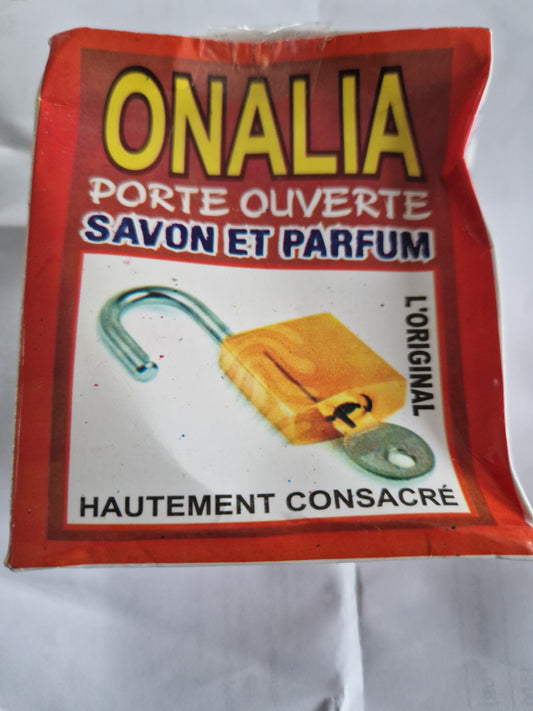 ONALIA
PORTE OUVERTE
SAVON ET PARFUM
L'ORIGINAL
HAUTEMENT CONSACRÉ